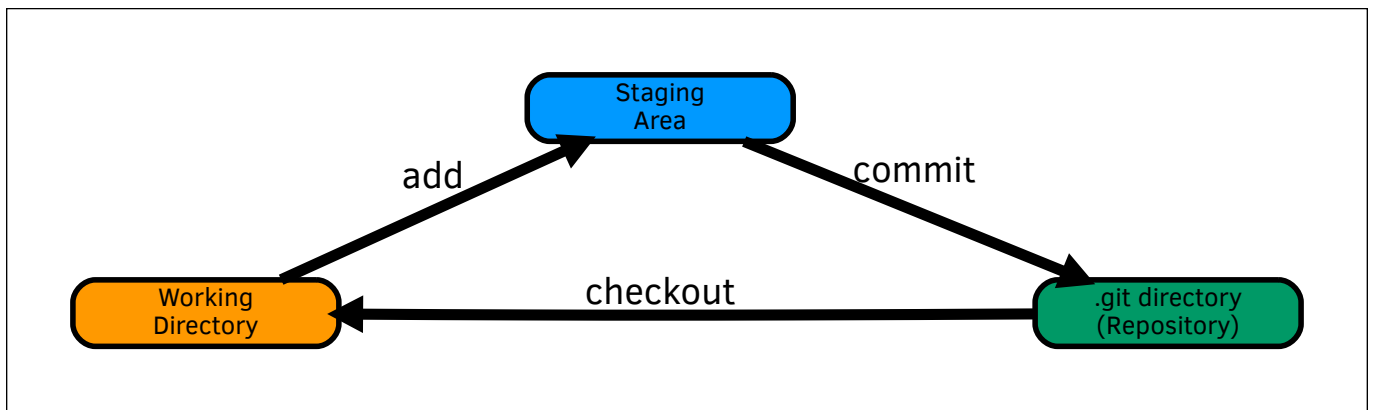 Staging
Area
add
commit
checkout
Working
Directory
.git directory
(Repository)